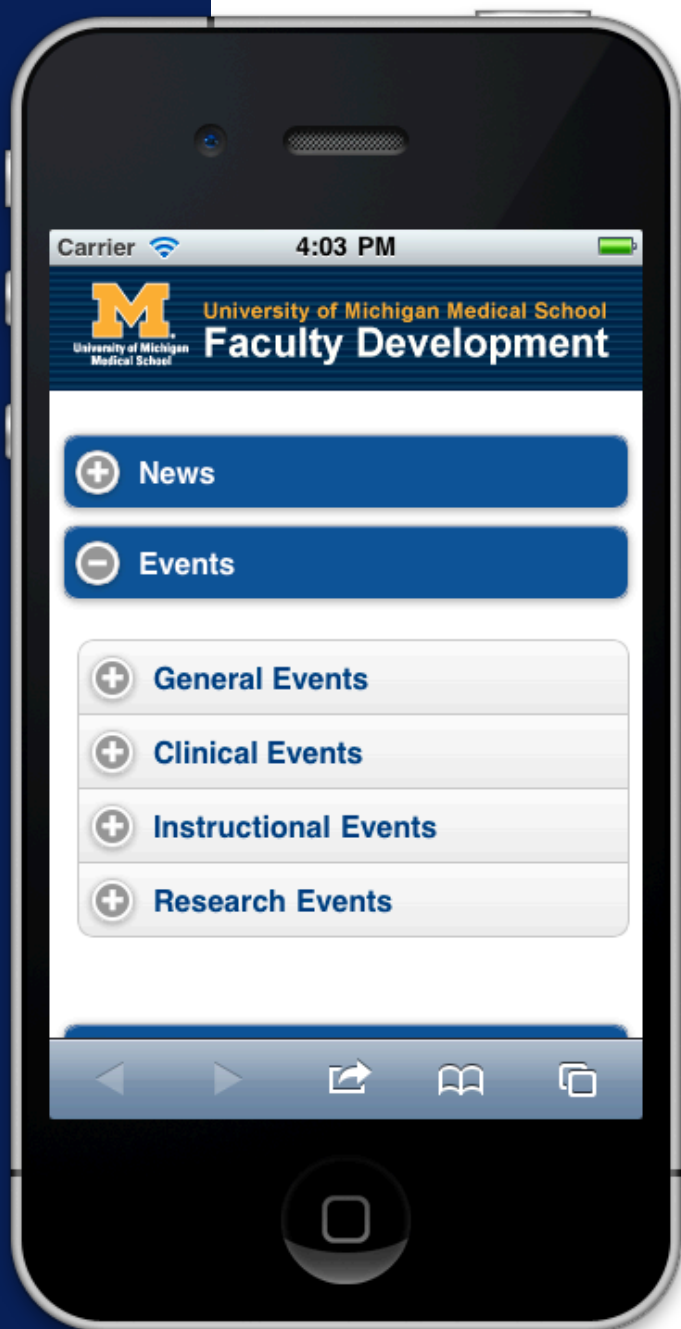 Carrier 4:03 PM
M
University of Michigan
Medical School
University of Michigan Medical School
Faculty Development
News
Events
General Events
Clinical Events
Instructional Events
Research Events